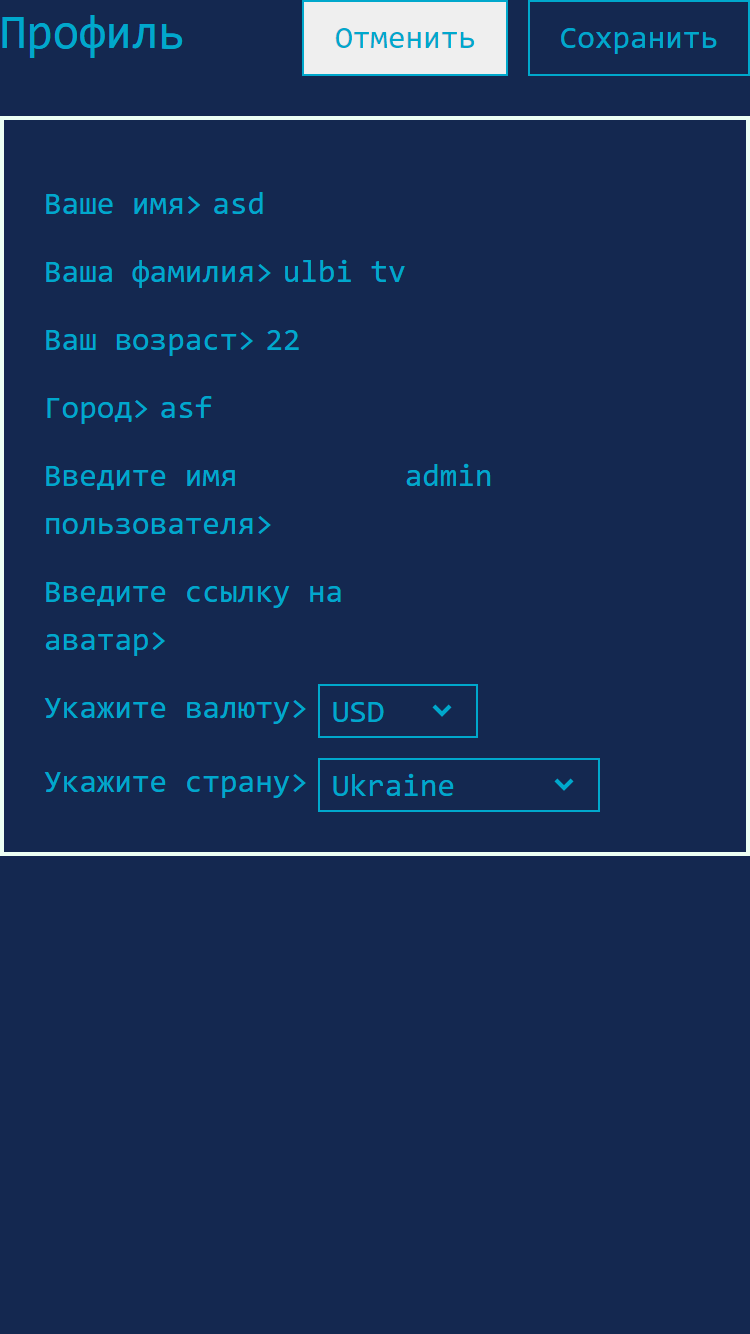 Профиль
Отменить
Сохранить
Ваше имя> asd
Ваша фамилия> ulbi tv
Ваш возраст> 22
Город> asf
Введите имя admin
пользователя>
Введите ссылку на
аватар>
Укажите валюту> USD
Укажите страну> Ukraine